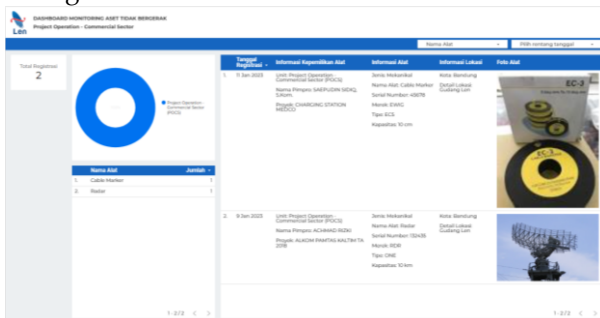 Len
DASHBOARD MONITORING ASET TIDAK BERGERAK
Project Operation - Commercial Sector
Nama Alat
Pilih rentang tanggal
Total Registrasi
2
Project Operation -
Commercial Sector
(POCS)
Nama Alat Jumlah
1. Cable Marker 1
2. Radar 1
1-2/2 < >
Tanggal
Registrasi Informasi Kepemilikan Alat Informasi Alat Informasi Lokasi Foto Alat
1. 11 Jan 2023
Unit: Project Operation -
Commercial Sector (POCS)
Nama Pimpro: SAEPUDIN SIDIQ,
S.Kom.
Proyek: CHARGING STATION
MEDCO
Jenis: Mekanikal
Nama Alat: Cable Marker
Serial Number: 49678
Merek: EWIG
Tipe: EC3
Kapasitas: 10 cm
Kota: Bandung
Detail Lokasi:
Gudang Len
EC-3
EC-3
2. 9 Jan 2023
Unit: Project Operation -
Commercial Sector (POCS)
Nama Pimpro: ACHMAD RIZKI
Proyek: ALKOM PAMTAS KALTIM TA
2018
Jenis: Mekanikal
Nama Alat: Radar
Serial Number: 132435
Merek: RDR
Tipe: ONE
Kapasitas: 10 km
Kota: Bandung
Detail Lokasi:
Gudang Len
1-2/2 < >